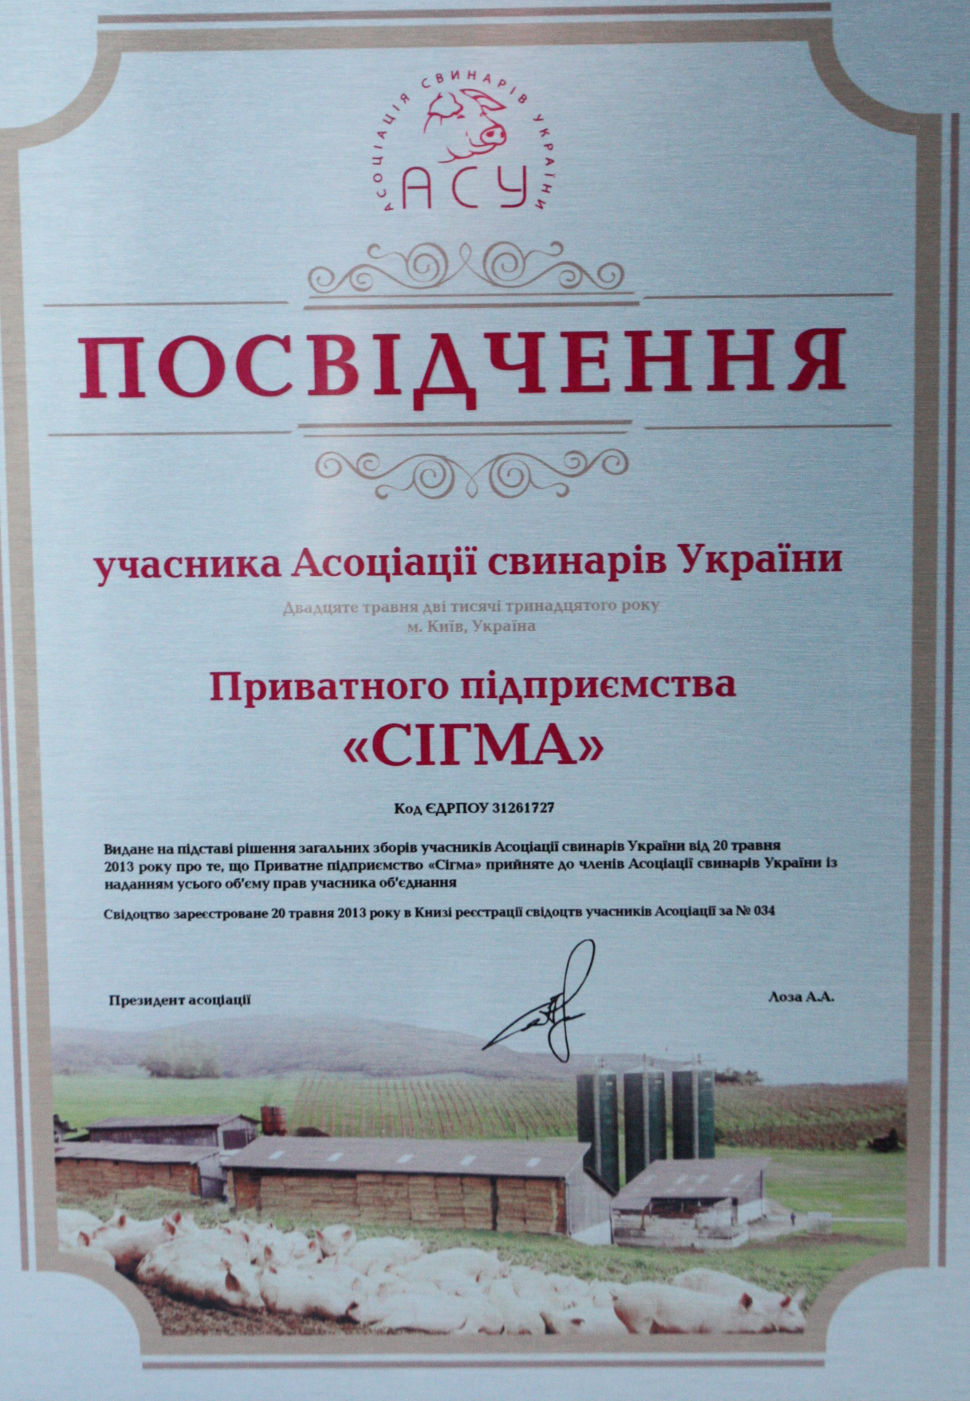 АСОЦІАЦІЯ СВИНАРІВ УКРАЇНИ
АСУ
ПОСВІДЧЕННЯ
учасника Асоціації свинарів України
Двадцяте травня дві тисячі тринадцятого року
м. Київ, Україна
Приватного підприємства
«СІГМА»
Код ЄДРПОУ 31261727
Видане на підставі рішення загальних зборів учасників Асоціації свинарів України від 20 травня
2013 року про те, що Приватне підприємство «Сігма» прийняте до членів Асоціації свинарів України із
наданням усього об'єму прав учасника об'єднання
Свідоцтво зареєстроване 20 травня 2013 року в Книзі реєстрації свідоцтв учасників Асоціації за № 034
Президент асоціації
Лоза А.А.